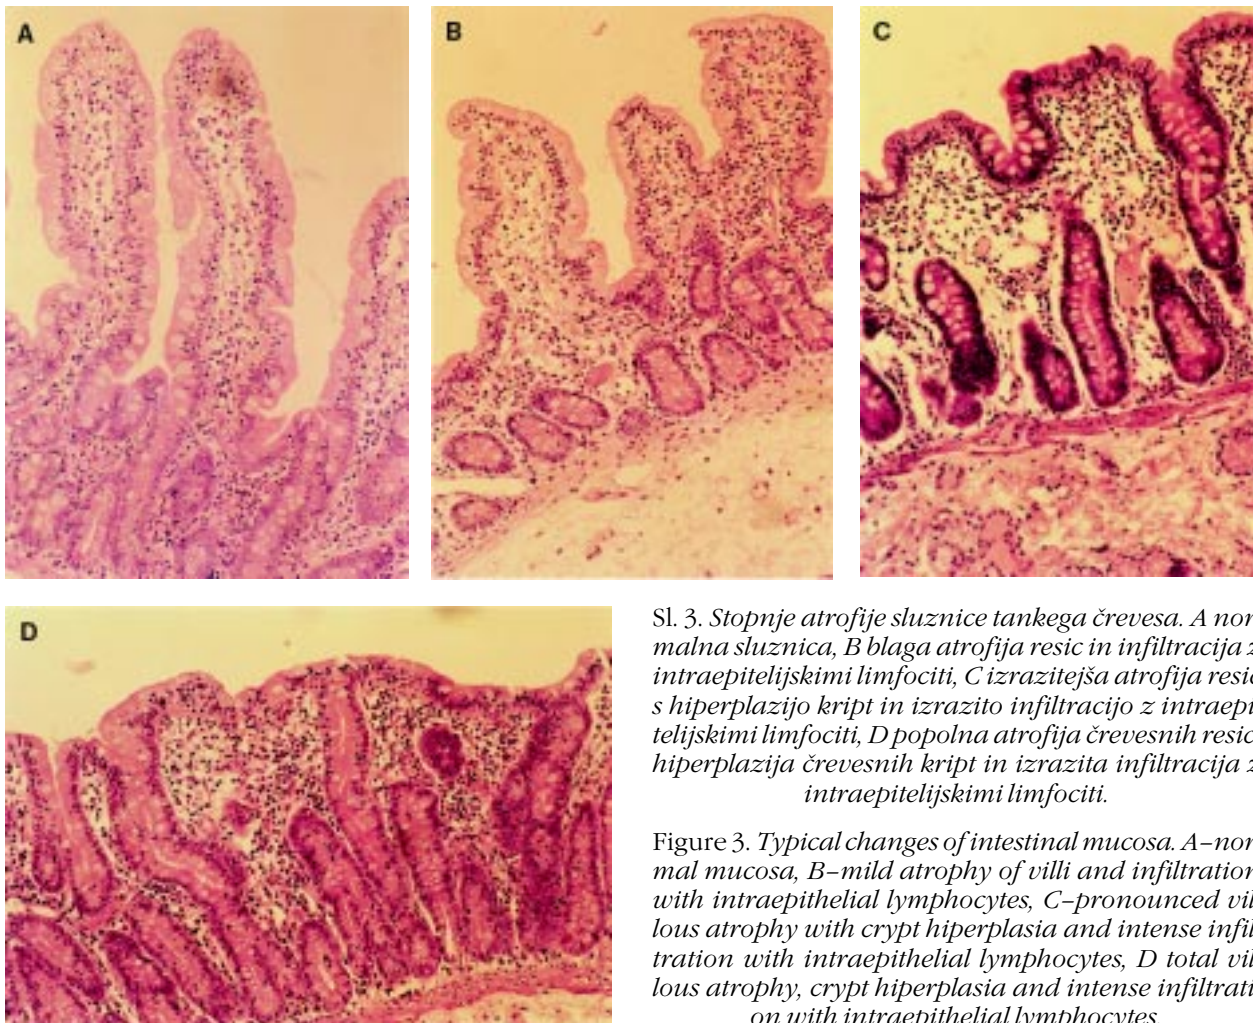 A
B
C
D
Sl. 3. Stopnje atrofije sluznice tankega črevesa. A nor
malna sluznica, B blaga atrofija resic in infiltracija z
intraepitelijskimi limfociti, C izrazitejša atrofija resic
s hiperplazijo kript in izrazito infiltracijo z intraepi
telijskimi limfociti, D popolna atrofija črevesnih resic,
hiperplazija črevesnih kript in izrazita infiltracija z
intraepitelijskimi limfociti.
Figure 3. Typical changes of intestinal mucosa. A–nor
mal mucosa, B–mild atrophy of villi and infiltration
with intraepithelial lymphocytes, C–pronounced vil
lous atrophy with crypt hiperplasia and intense infil
tration with intraepithelial lymphocytes, D total vil
lous atrophy, crypt hiperplasia and intense infiltrati
on with intraepithelial lymphocytes